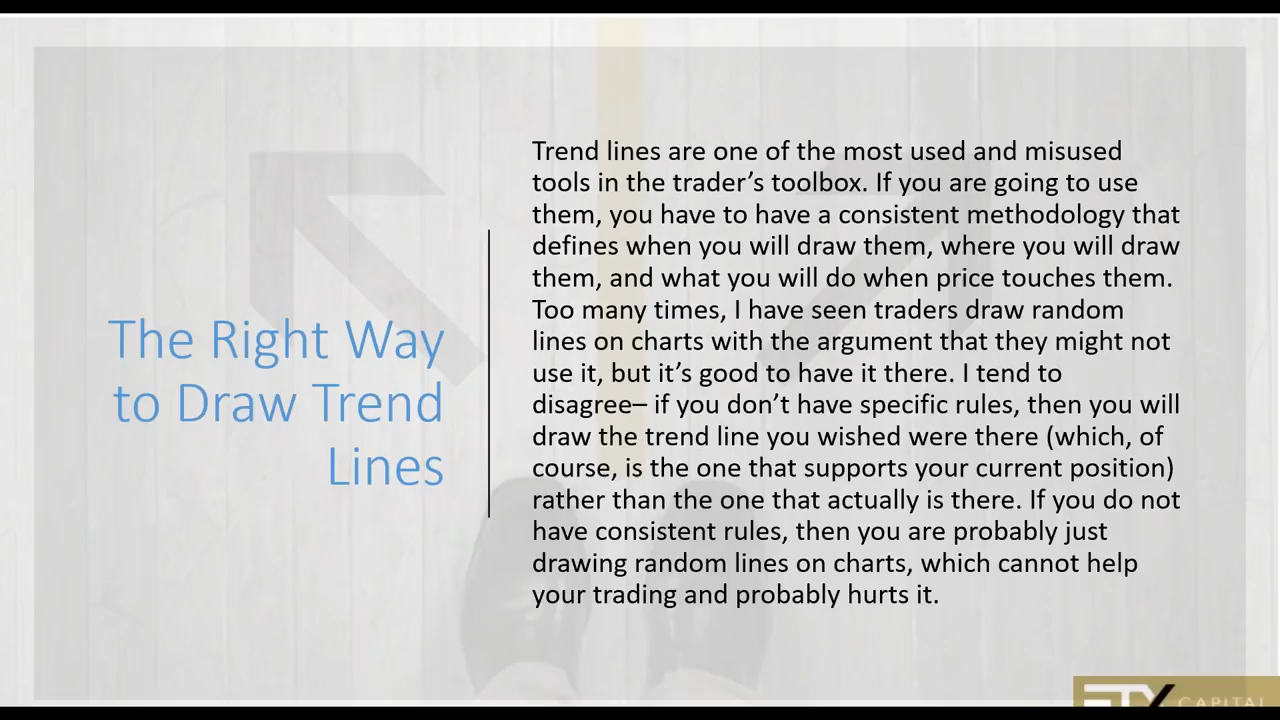 The Right Way
to Draw Trend
Lines
Trend lines are one of the most used and misused
tools in the trader’s toolbox. If you are going to use
them, you have to have a consistent methodology that
defines when you will draw them, where you will draw
them, and what you will do when price touches them.
Too many times, I have seen traders draw random
lines on charts with the argument that they might not
use it, but it’s good to have it there. I tend to
disagree– if you don’t have specific rules, then you will
draw the trend line you wished were there (which, of
course, is the one that supports your current position)
rather than the one that actually is there. If you do not
have consistent rules, then you are probably just
drawing random lines on charts, which cannot help
your trading and probably hurts it.
ETX CAPITAL